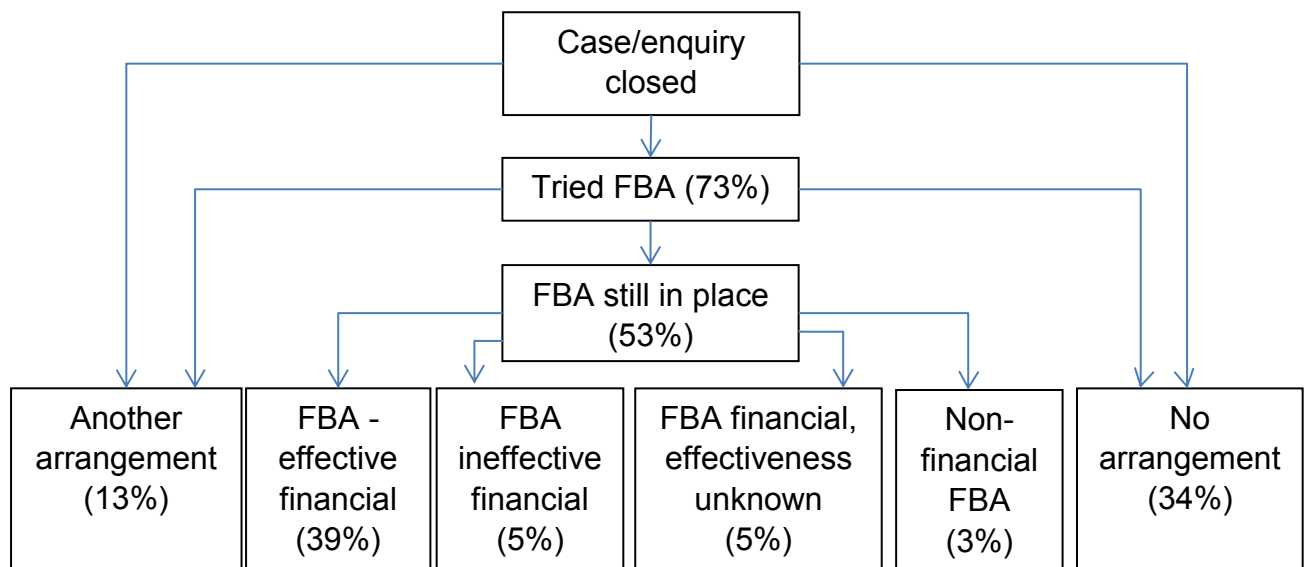 Case/enquiry
closed
Tried FBA (73%)
FBA still in place
(53%)
Another
arrangement
(13%)
FBA -
effective
financial
(39%)
FBA
ineffective
financial
(5%)
FBA financial,
effectiveness
unknown
(5%)
Non-
financial
FBA
(3%)
No
arrangement
(34%)